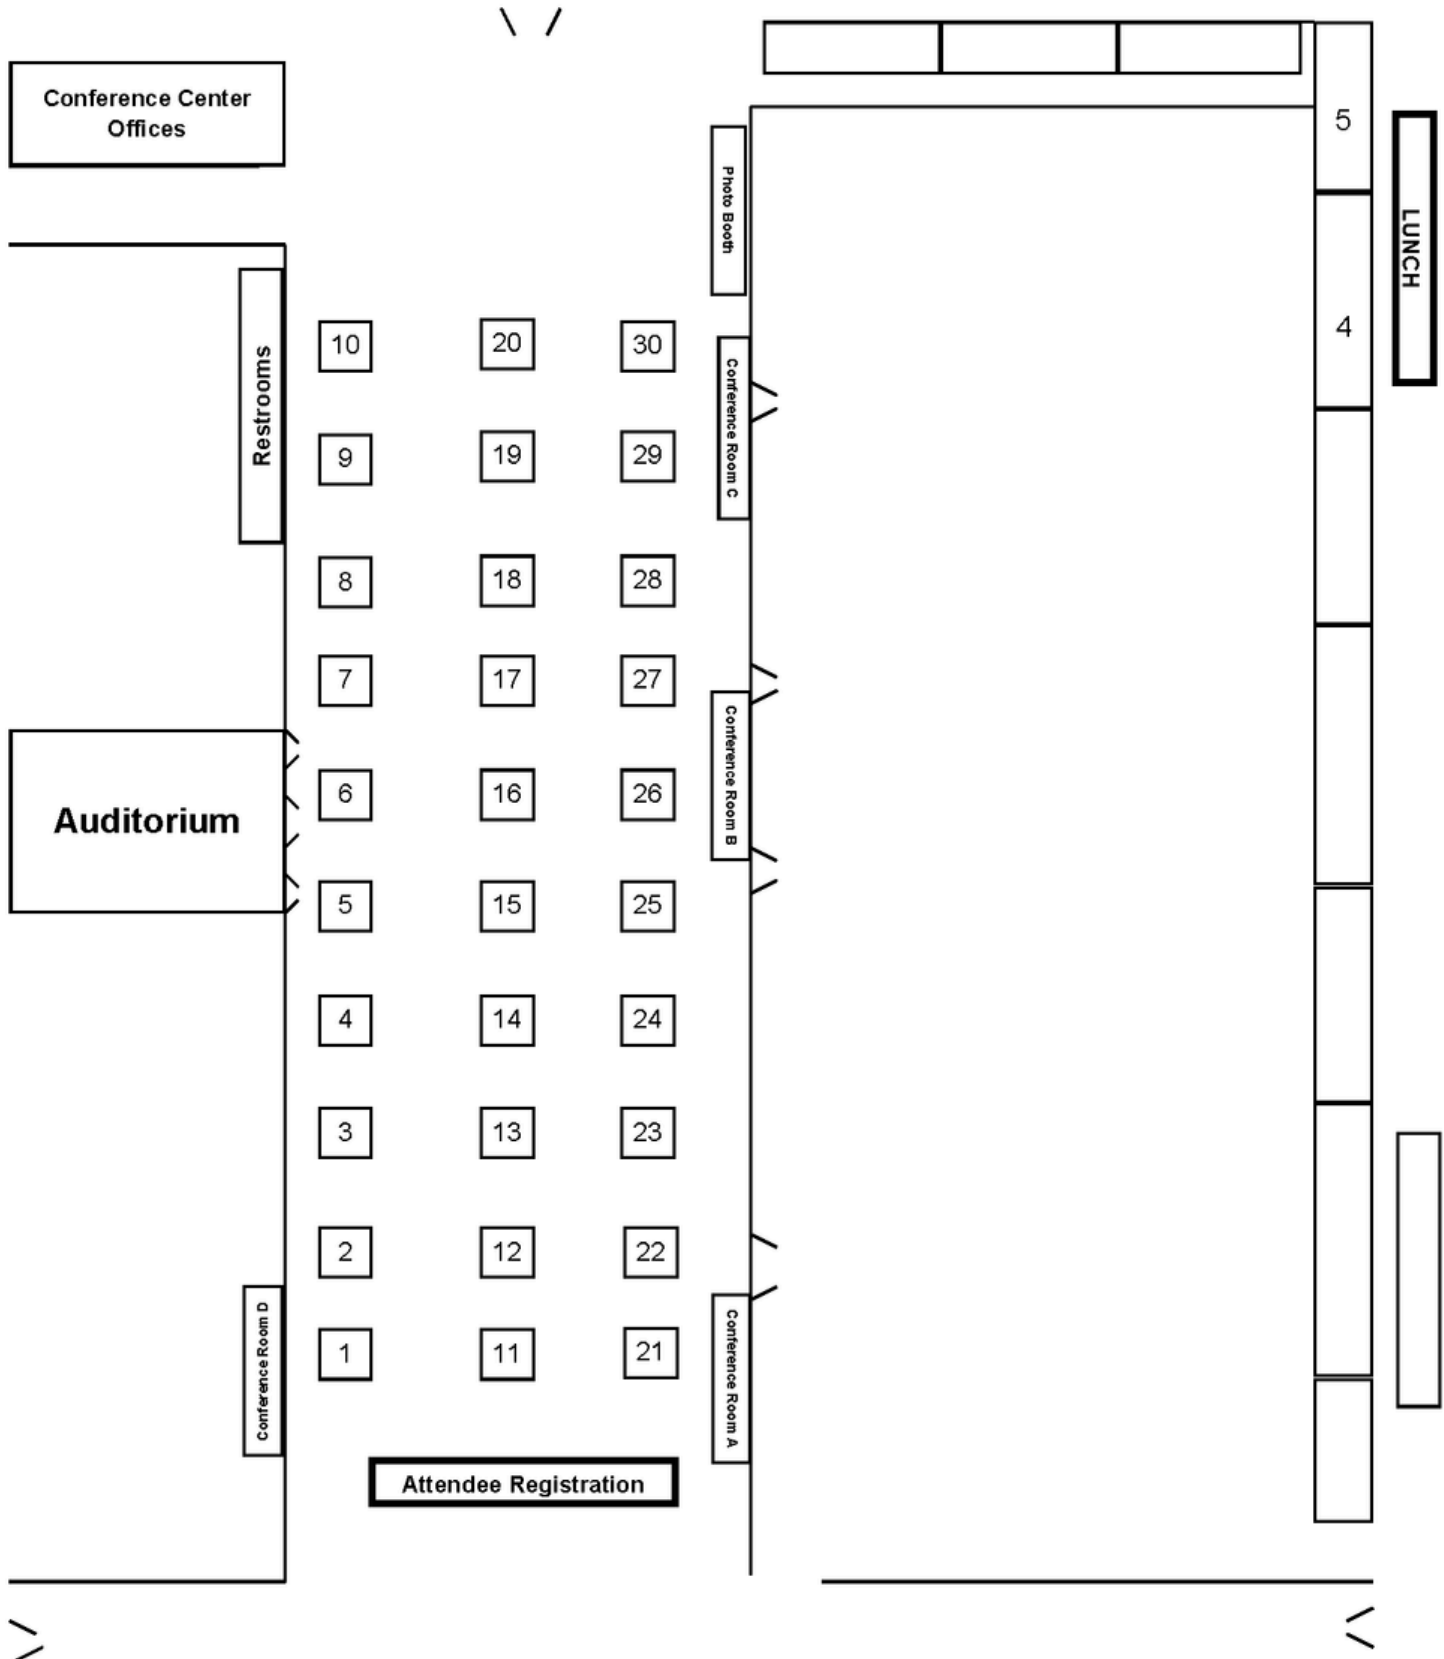 Conference Center
Offices
5
Photo Booth
LUNCH
Restrooms
10
20
30
4
Conference Room C
9
19
29
8
18
28
7
17
27
Conference Room B
Auditorium
6
16
26
5
15
25
4
14
24
3
13
23
2
12
22
Conference Room D
1
11
21
Conference Room A
Attendee Registration